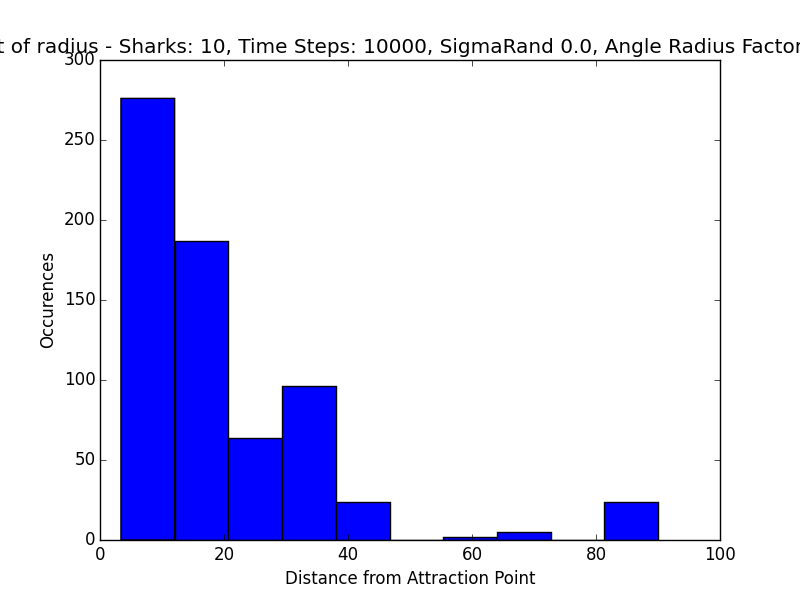 t of radius - Sharks: 10, Time Steps: 10000, SigmaRand 0.0, Angle Radius Factor
300
250
200
150
100
50
0
Occurences
0 20 40 60 80 100
Distance from Attraction Point